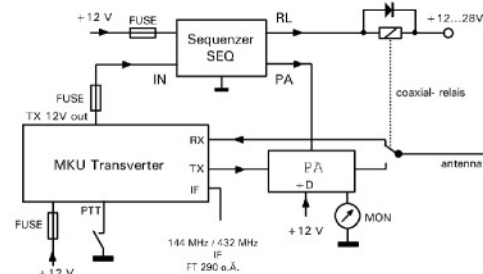 +12 V
FUSE
Sequenzer
SEQ
RL
+12...28V
IN
PA
FUSE
TX 12V out
coaxial- relais
MKU Transverter
RX
TX
IF
PA
+D
antenna
PTT
FUSE
MON
+12 V
144 MHz / 432 MHz
IF
FT 290 o.Ä.
+12 V